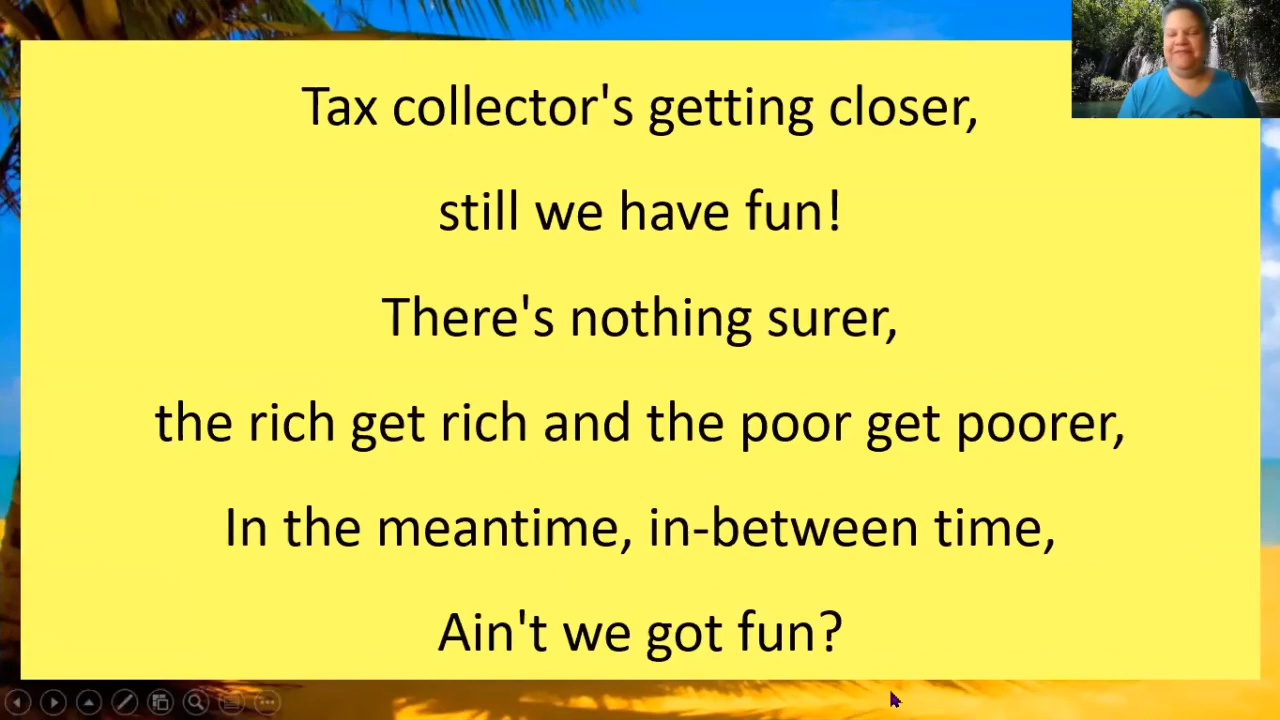 Tax collector's getting closer,
still we have fun!
There's nothing surer,
the rich get rich and the poor get poorer,
In the meantime, in-between time,
Ain't we got fun?